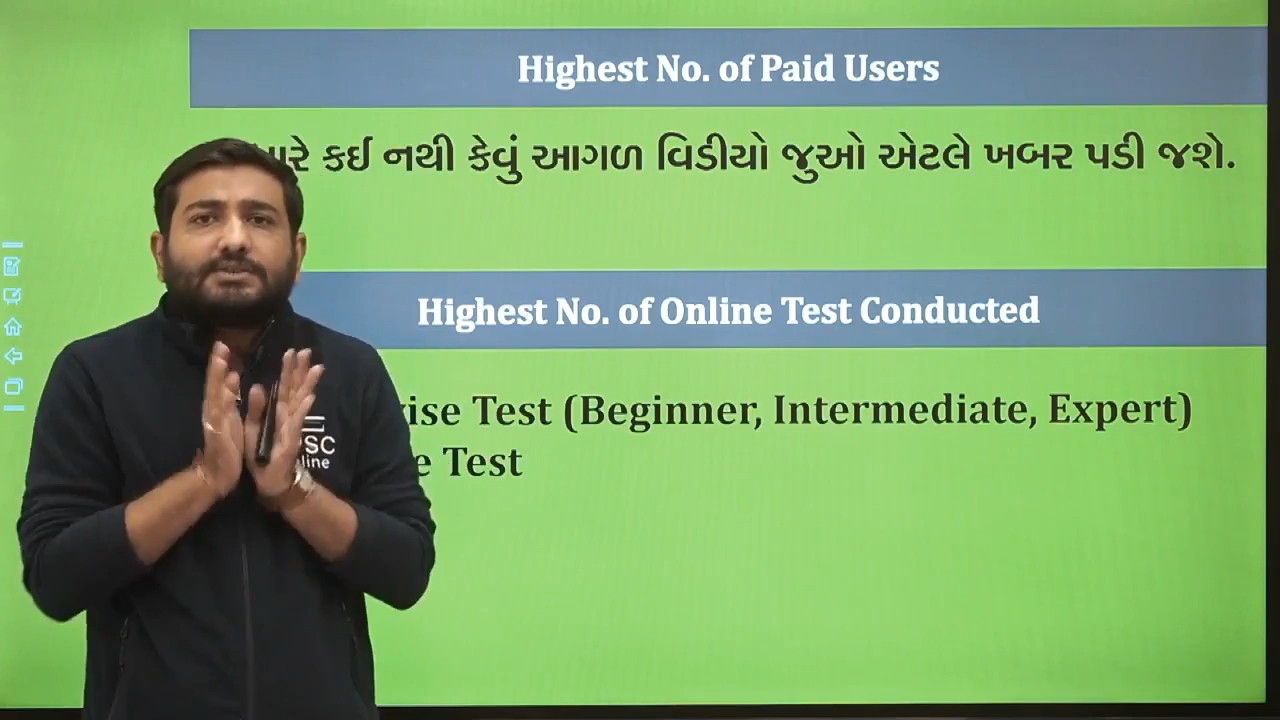 Highest No. of Paid Users
કઈ નથી કેવું આગળ વિડીયો જુઓ એટલે ખબર પડી જશે.
Highest No. of Online Test Conducted
Test (Beginner, Intermediate, Expert)
Test